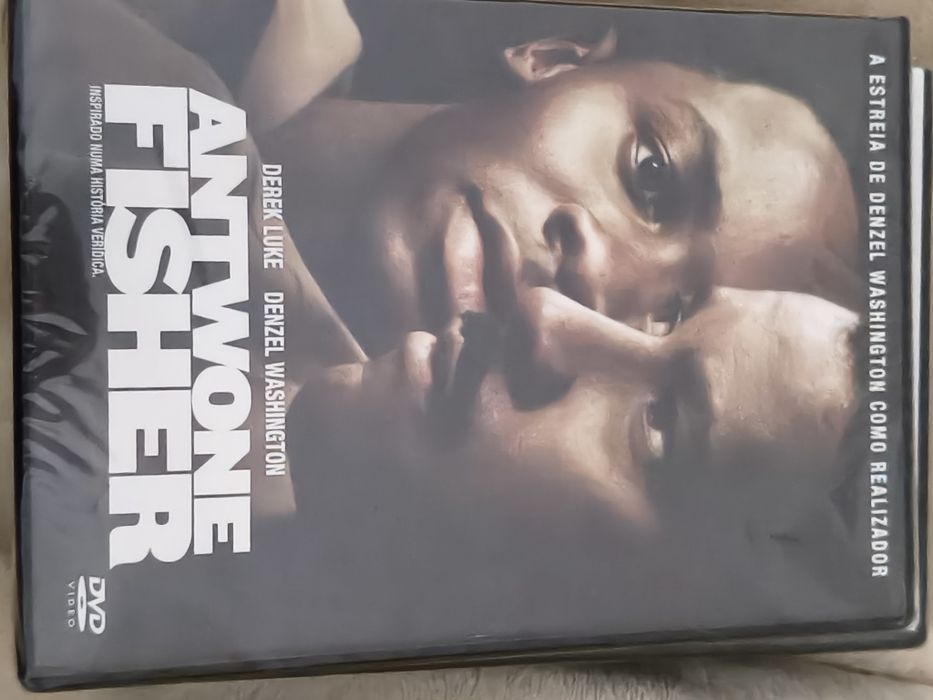 A ESTREIA DE DENZEL WASHINGTON COMO REALIZADOR
DEREK LUKE DENZEL WASHINGTON
ANTWONE
FISHER
INSPIRADO NUMA HISTÓRIA VERÍDICA.
DVD
VIDEO